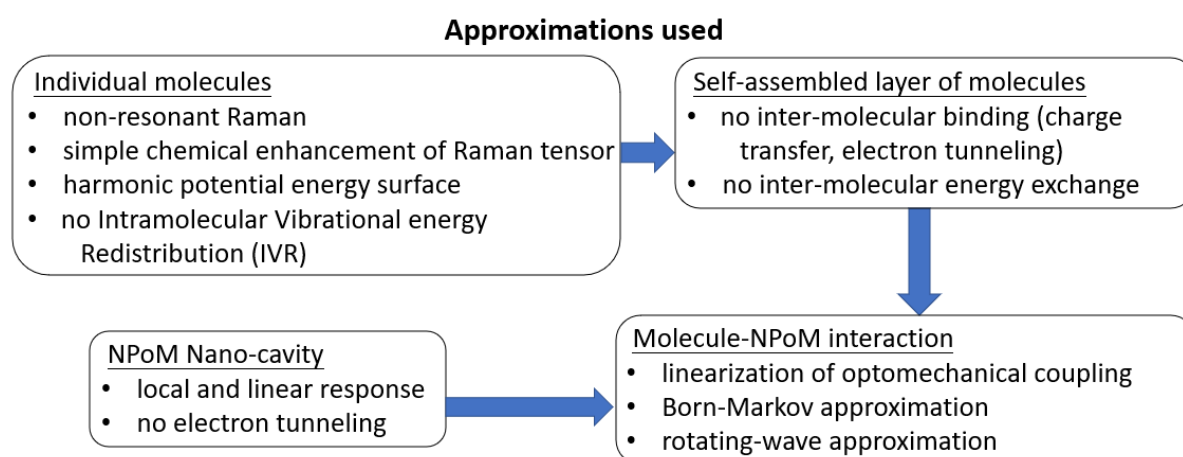 Approximations used
Individual molecules
• non-resonant Raman
• simple chemical enhancement of Raman tensor
• harmonic potential energy surface
• no Intramolecular Vibrational energy
Redistribution (IVR)
Self-assembled layer of molecules
• no inter-molecular binding (charge
transfer, electron tunneling)
• no inter-molecular energy exchange
NPoM Nano-cavity
• local and linear response
• no electron tunneling
Molecule-NPoM interaction
• linearization of optomechanical coupling
• Born-Markov approximation
• rotating-wave approximation